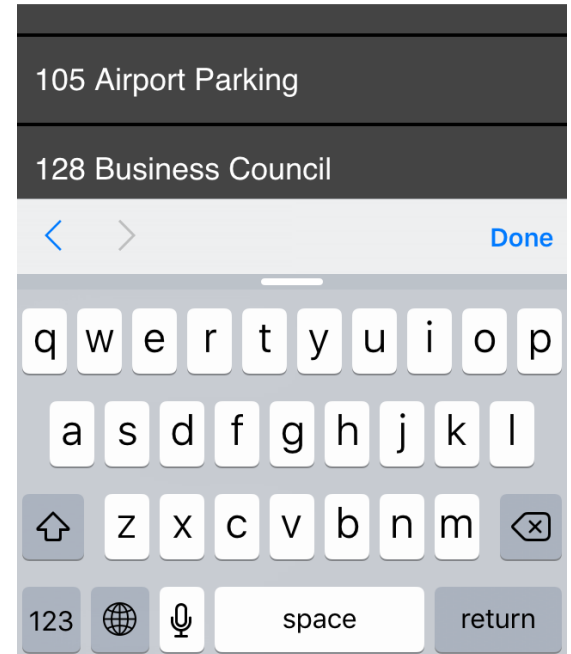 105 Airport Parking
128 Business Council
Done
q w e r t y u i o p
a s d f g h j k l
z x c v b n m
123 space return